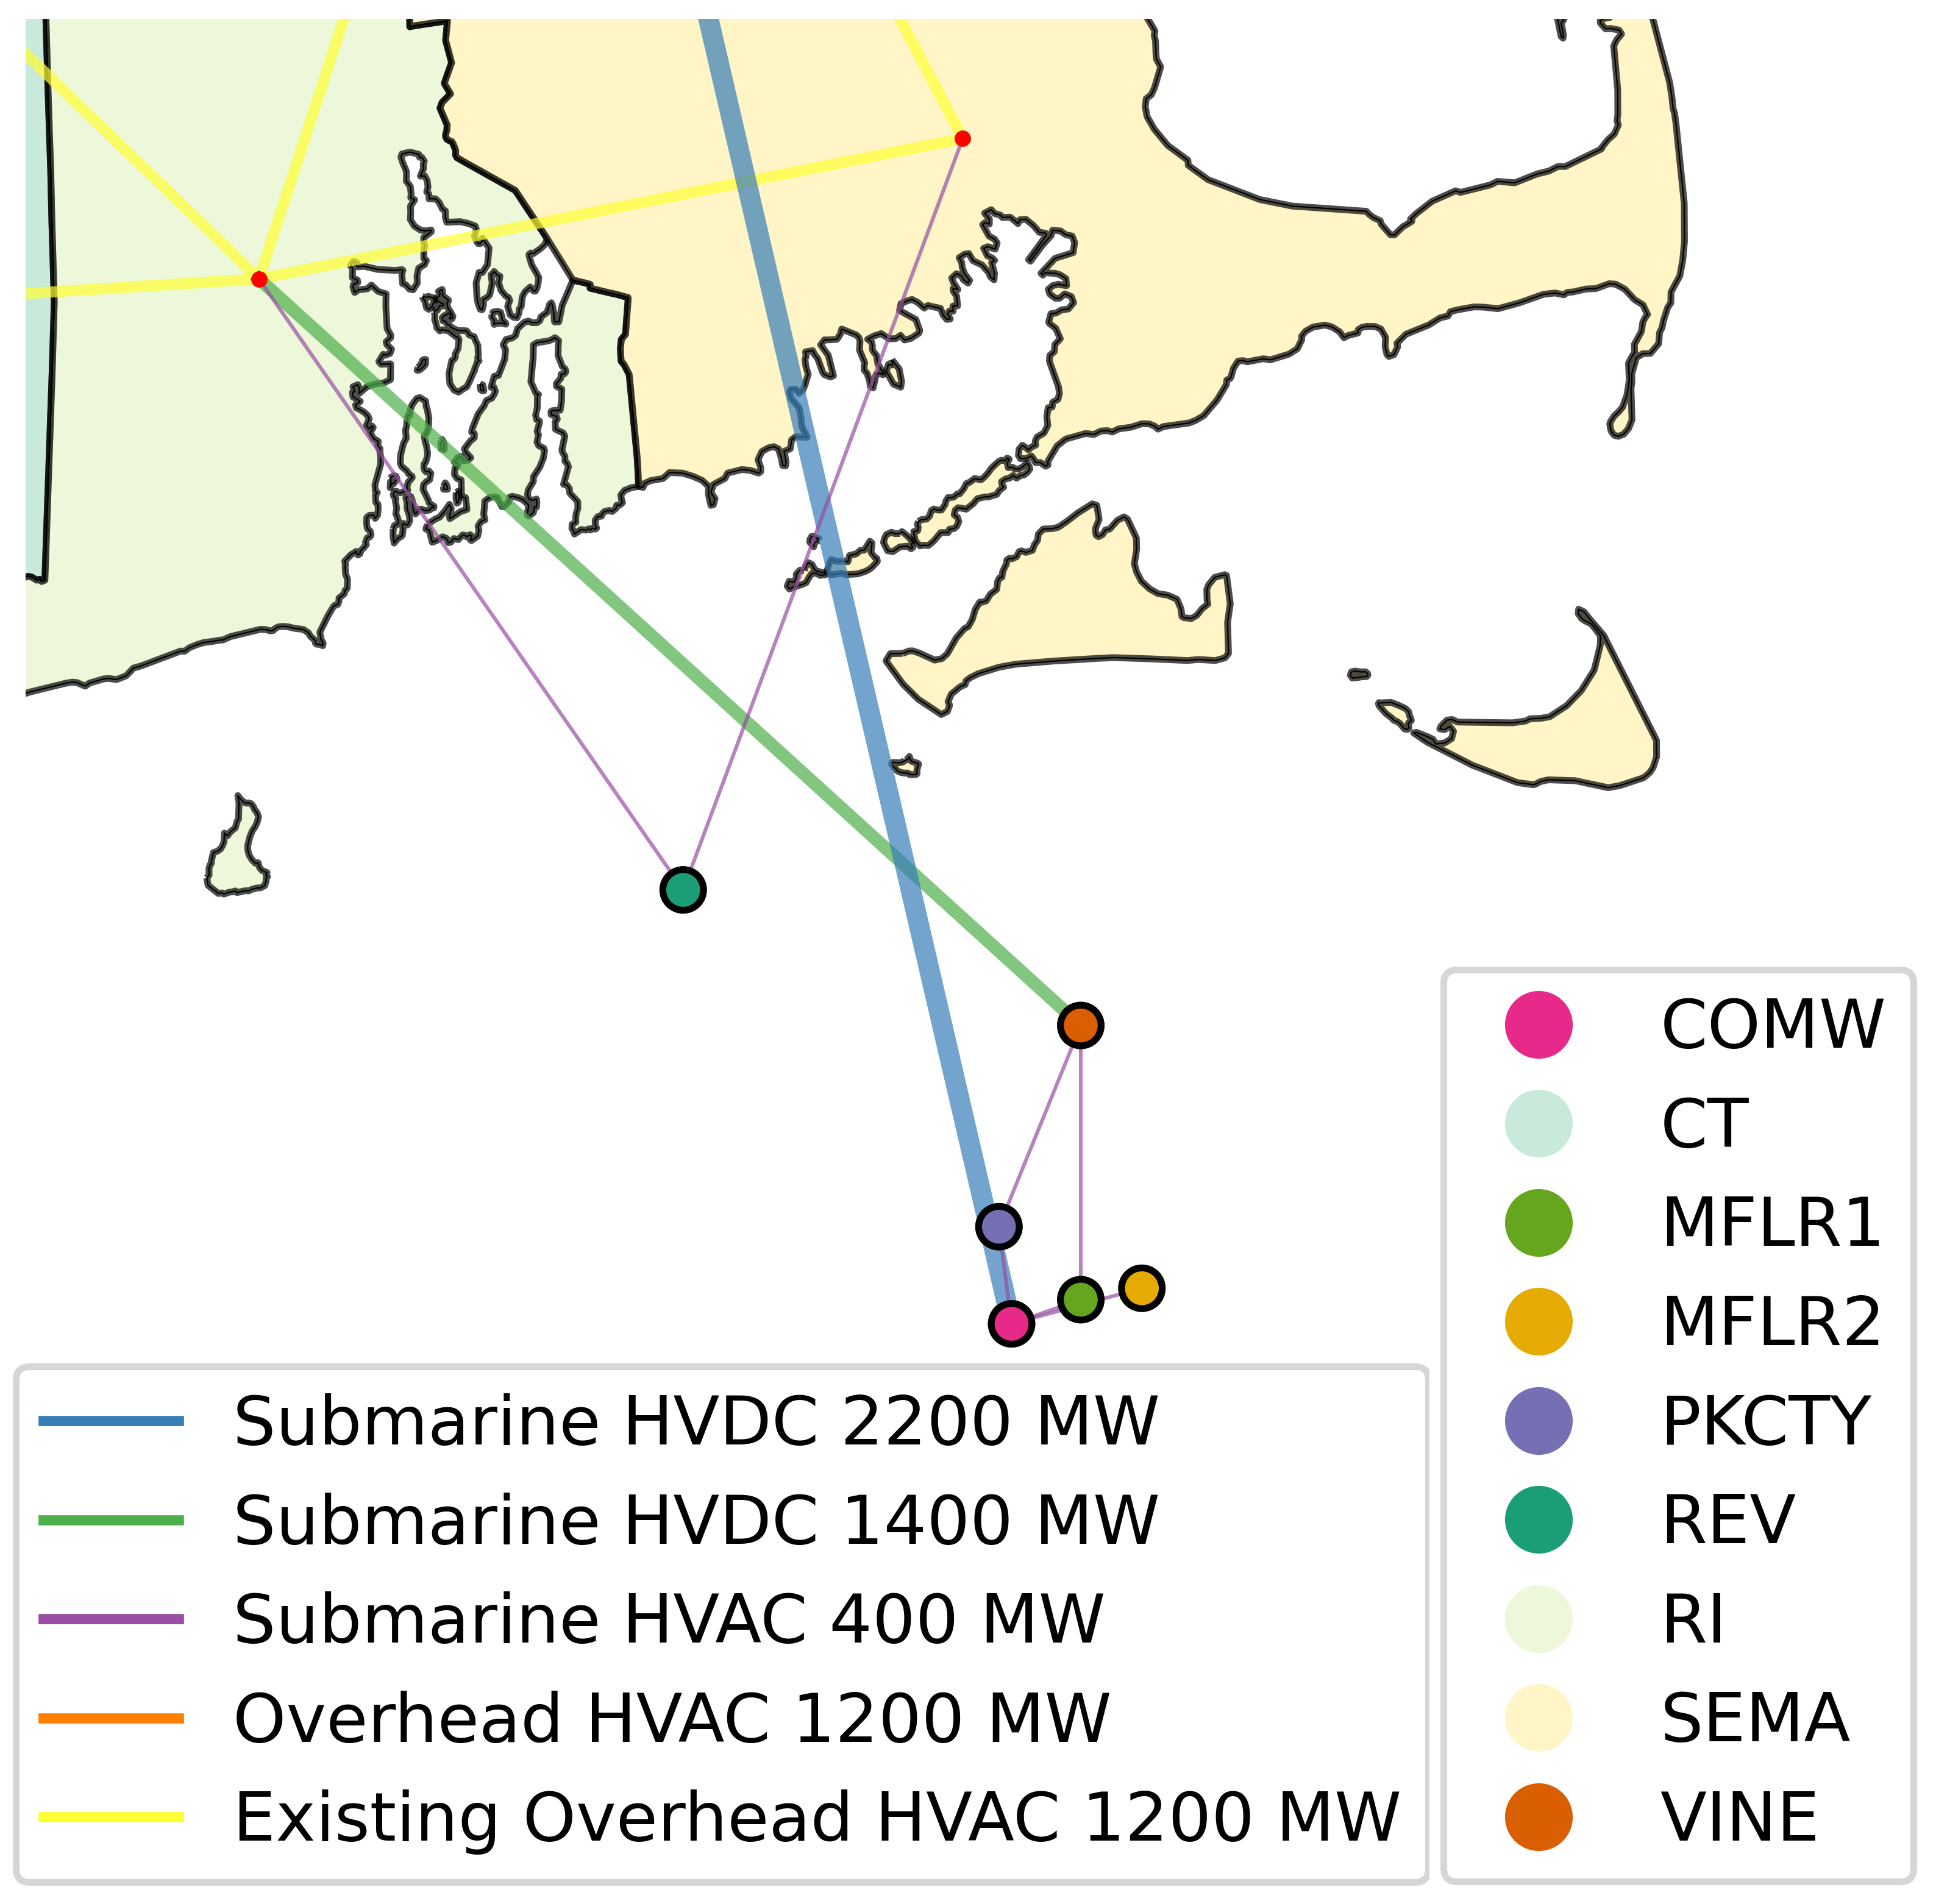 COMW
CT
MFLR1
MFLR2
PKCTY
REV
RI
SEMA
VINE
Submarine HVDC 2200 MW
Submarine HVDC 1400 MW
Submarine HVAC 400 MW
Overhead HVAC 1200 MW
Existing Overhead HVAC 1200 MW